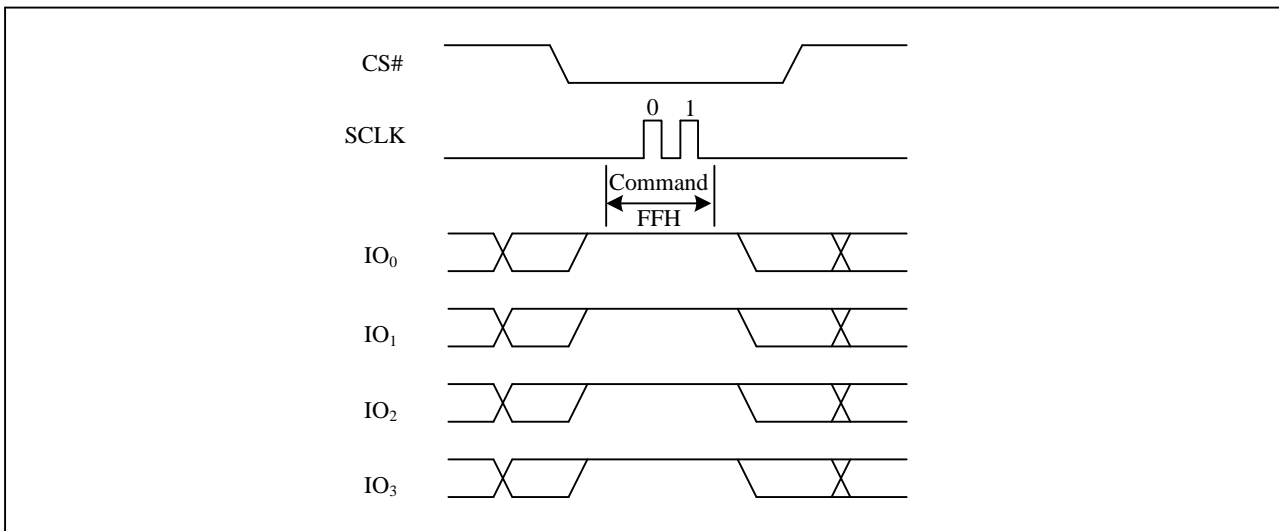 CS#
0 1
SCLK
Command
FFH
IO₀
IO₁
IO₂
IO₃